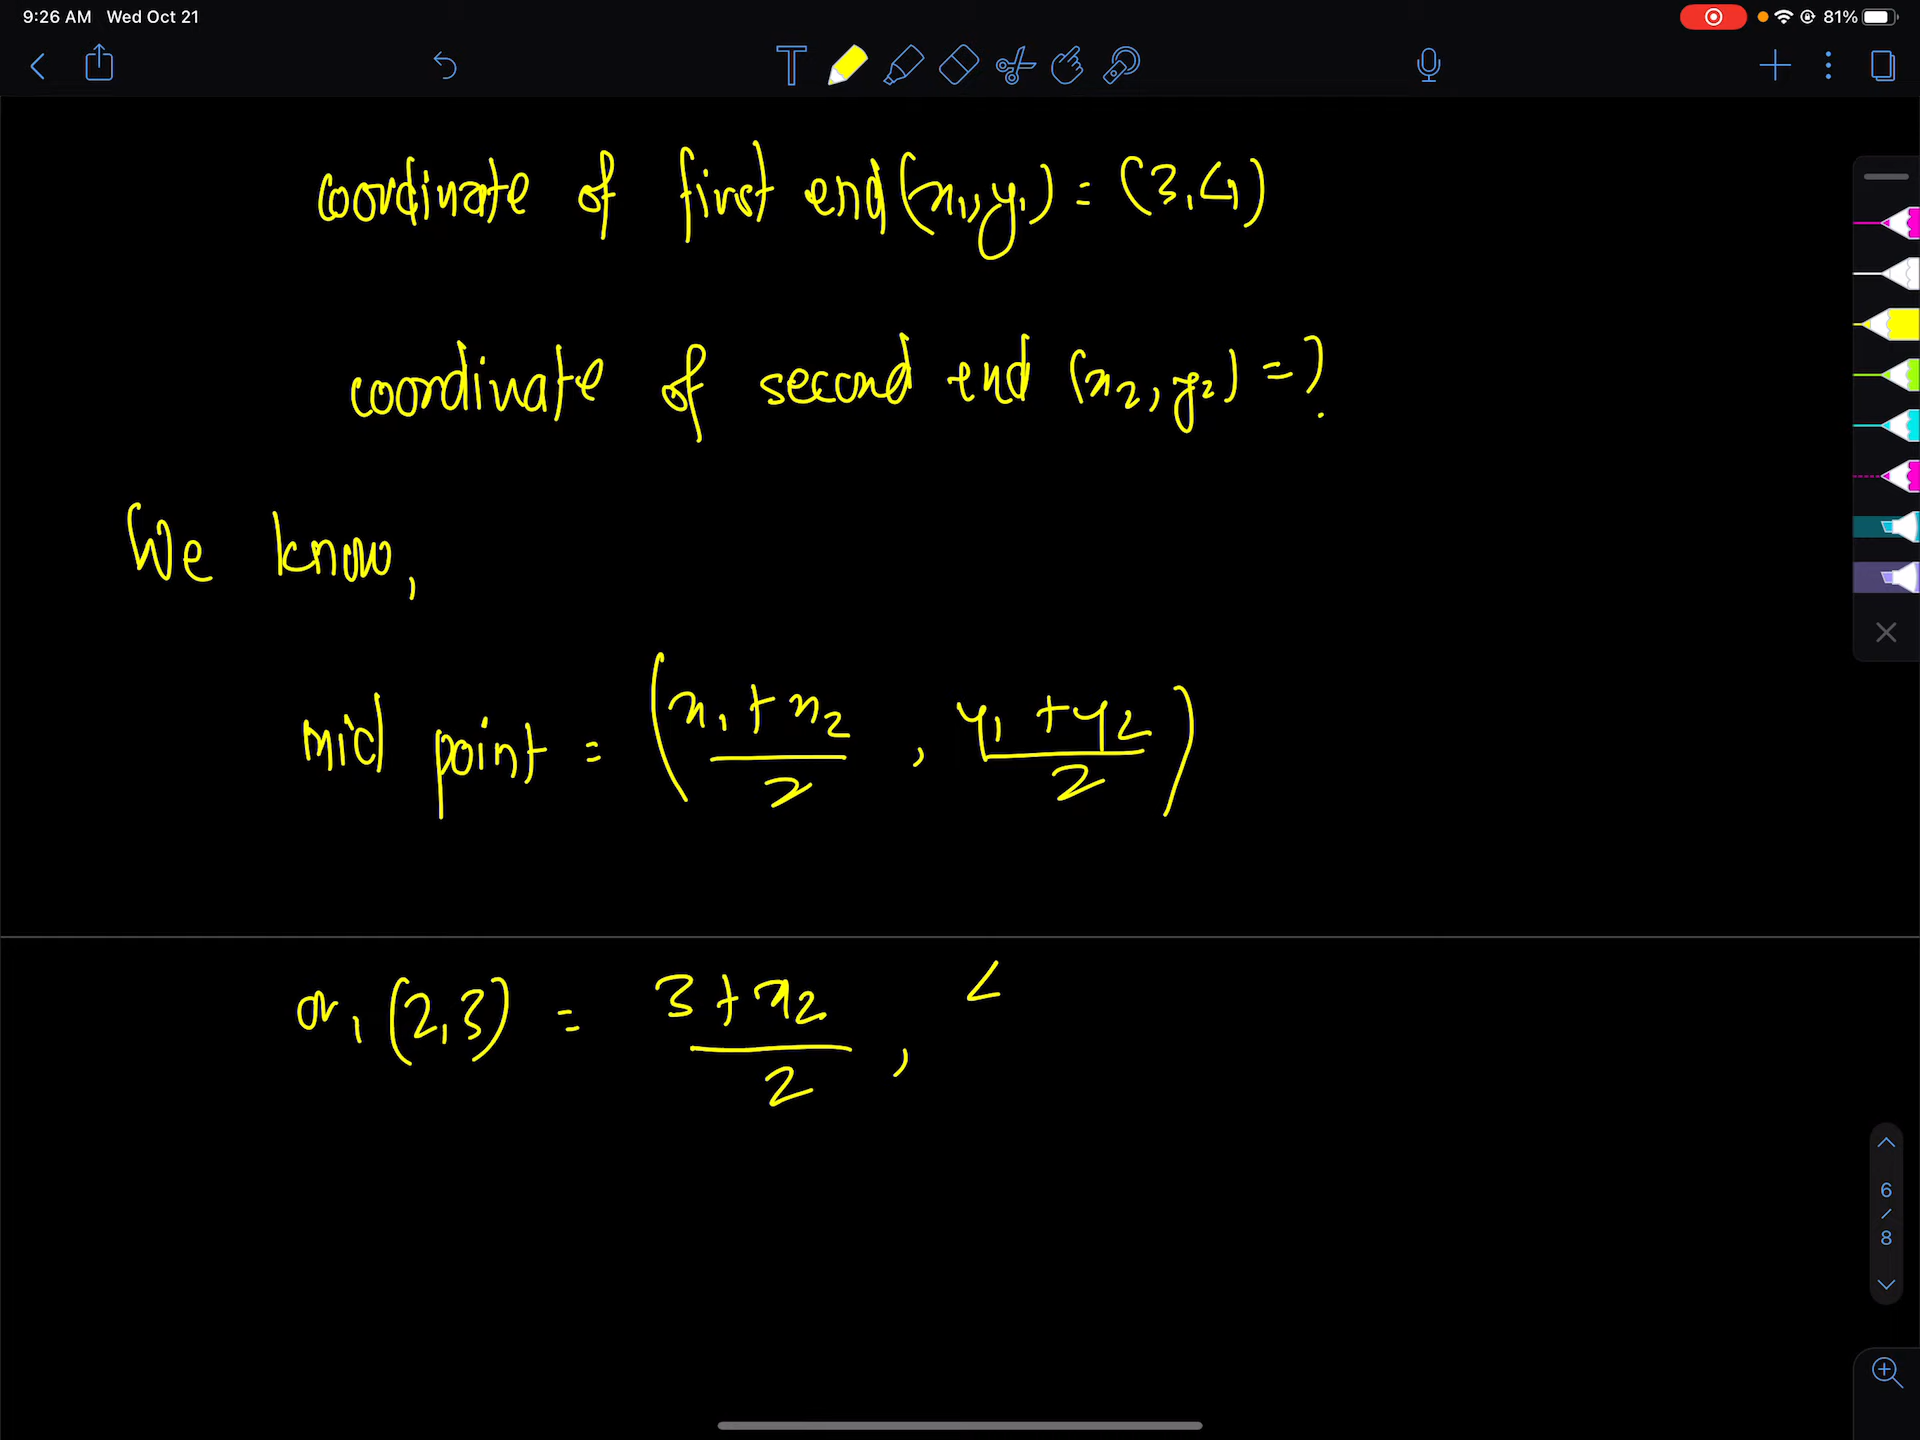 9:26 AM Wed Oct 21 81%
T
coordinate of first end (x₁, y₁) = (3,4)
coordinate of second end (x₂, y₂) = ?
We know,
mid point = (x₁ + x₂ / 2 , y₁ + y₂ / 2)
or, (2,3) = 3 + x₂ / 2 ,
6
/
8